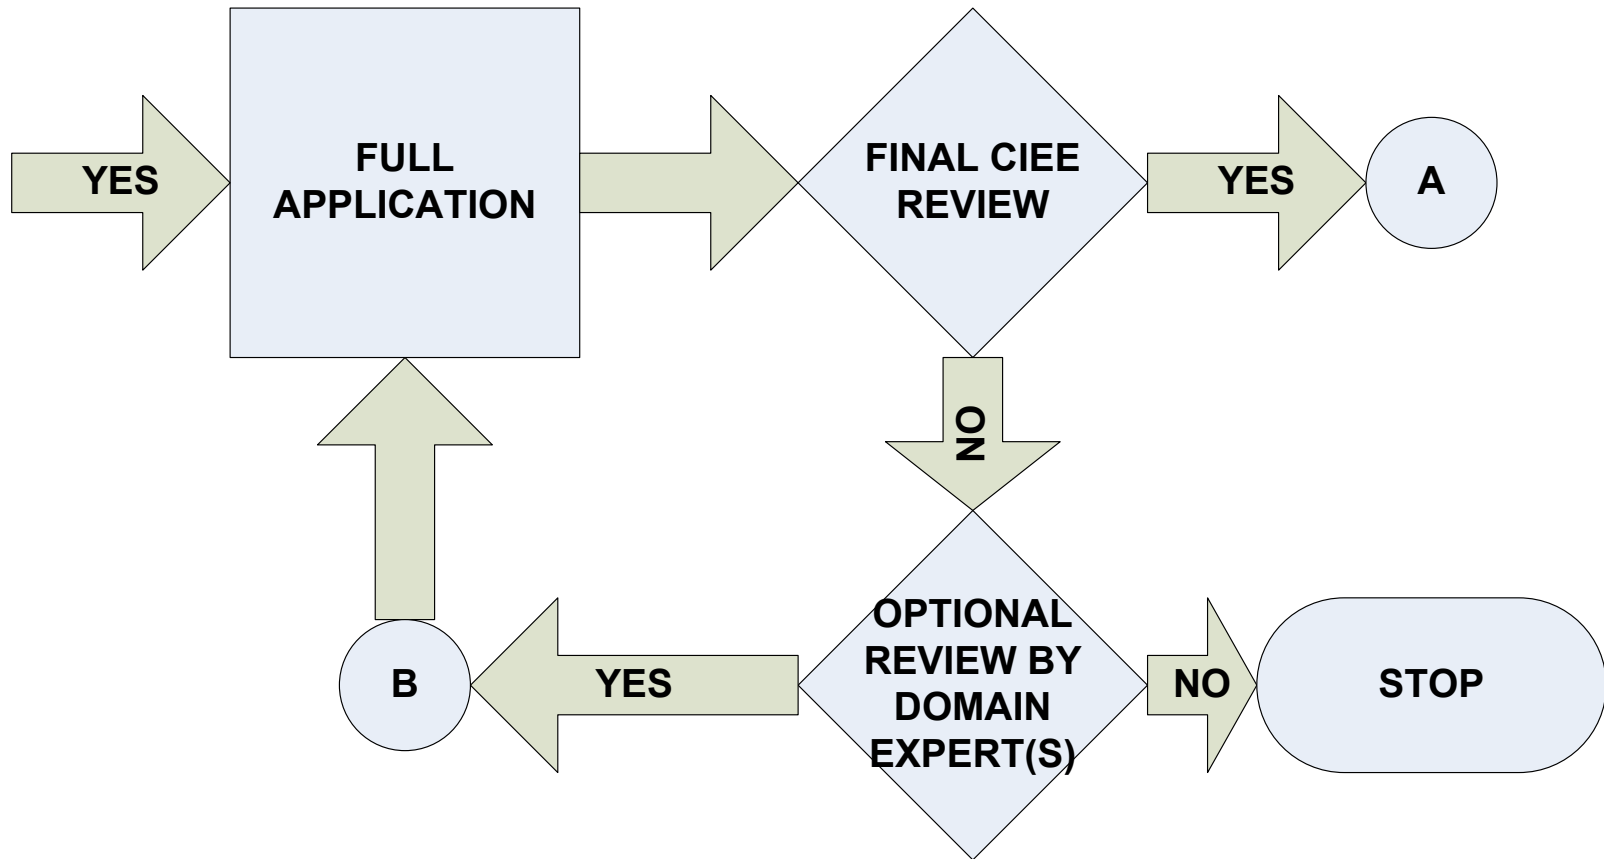 YES
FULL
APPLICATION
FINAL CIEE
REVIEW
YES
A
NO
OPTIONAL
REVIEW BY
DOMAIN
EXPERT(S)
B
YES
NO
STOP